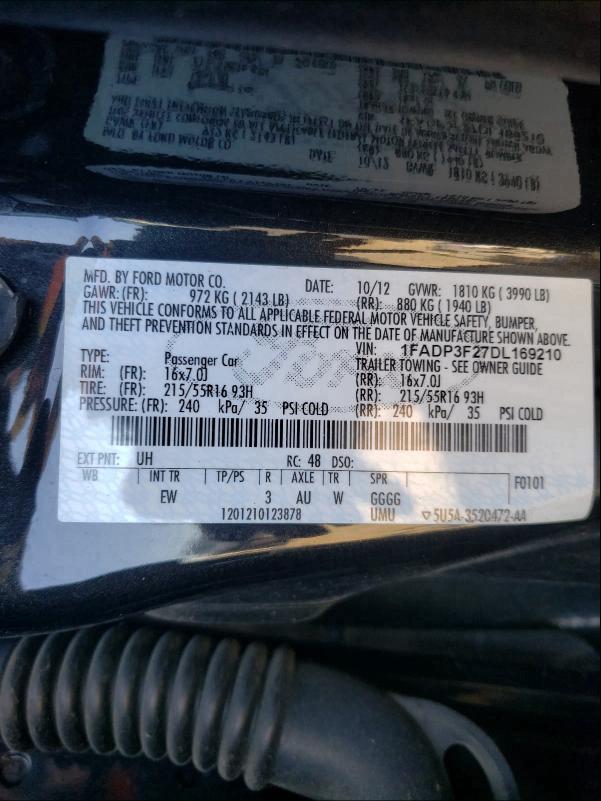 MFD. BY FORD MOTOR CO. DATE: 10/12 GVWR: 1810 KG ( 3990 LB)
GAWR: (FR): 972 KG ( 2143 LB) (RR): 880 KG ( 1940 LB)
THIS VEHICLE CONFORMS TO ALL APPLICABLE FEDERAL MOTOR VEHICLE SAFETY, BUMPER,
AND THEFT PREVENTION STANDARDS IN EFFECT ON THE DATE OF MANUFACTURE SHOWN ABOVE.
VIN: 1FADP3F27DL169210
TYPE: Passenger Car TRAILER TOWING - SEE OWNER GUIDE
RIM: (FR) 16x7.0J (RR): 16x7.0J
TIRE: (FR) 215/55R16 93H (RR): 215/55R16 93H
PRESSURE: (FR) 240 kPa/ 35 PSI COLD (RR): 240 kPa/ 35 PSI COLD
EXT PNT: UH RC: 48 DSO:
WB INT TR TP/PS R AXLE TR SPR F0101
EW 3 AU W GGGG
1201210123878 UMU 5U5A-3520472-AA